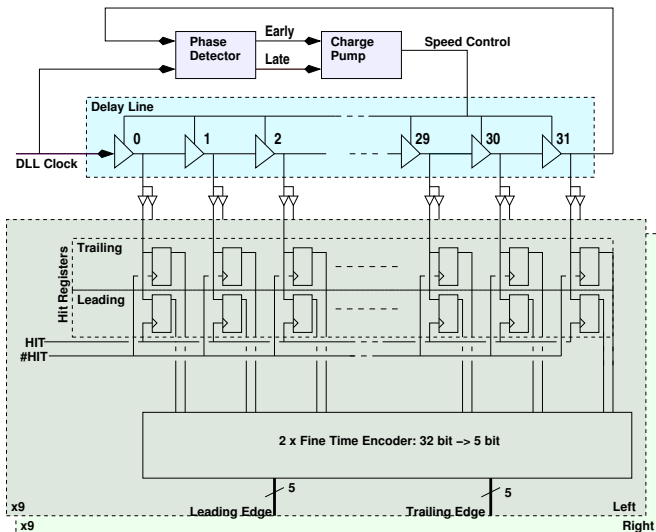 Phase
Detector
Early
Late
Charge
Pump
Speed Control
Delay Line
0
1
2
29
30
31
DLL Clock
Hit Registers
Trailing
Leading
HIT
#HIT
2 x Fine Time Encoder: 32 bit −> 5 bit
5
5
x9
Leading Edge
Trailing Edge
Left
x9
Right